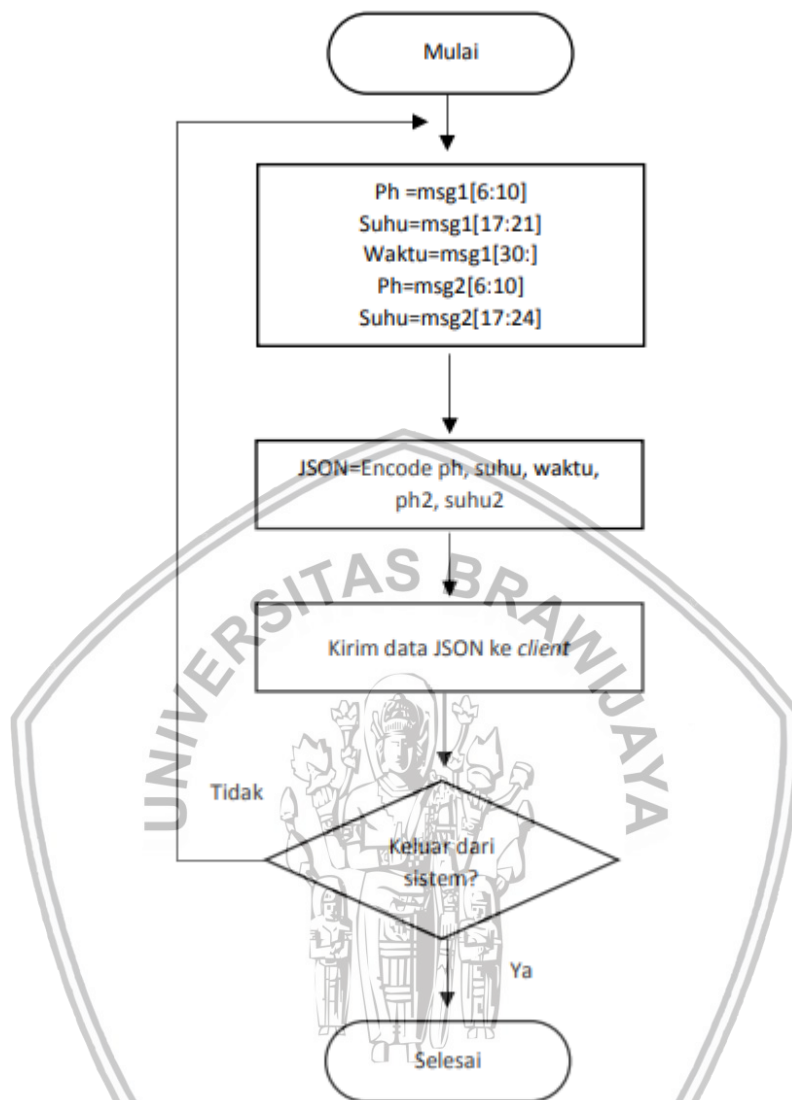 Mulai
Ph =msg1[6:10]
Suhu=msg1[17:21]
Waktu=msg1[30:]
Ph=msg2[6:10]
Suhu=msg2[17:24]
JSON=Encode ph, suhu, waktu,
ph2, suhu2
UNIVERSITAS BRAWIJAYA
Kirim data JSON ke client
Tidak
Keluar dari
sistem?
Ya
Selesai